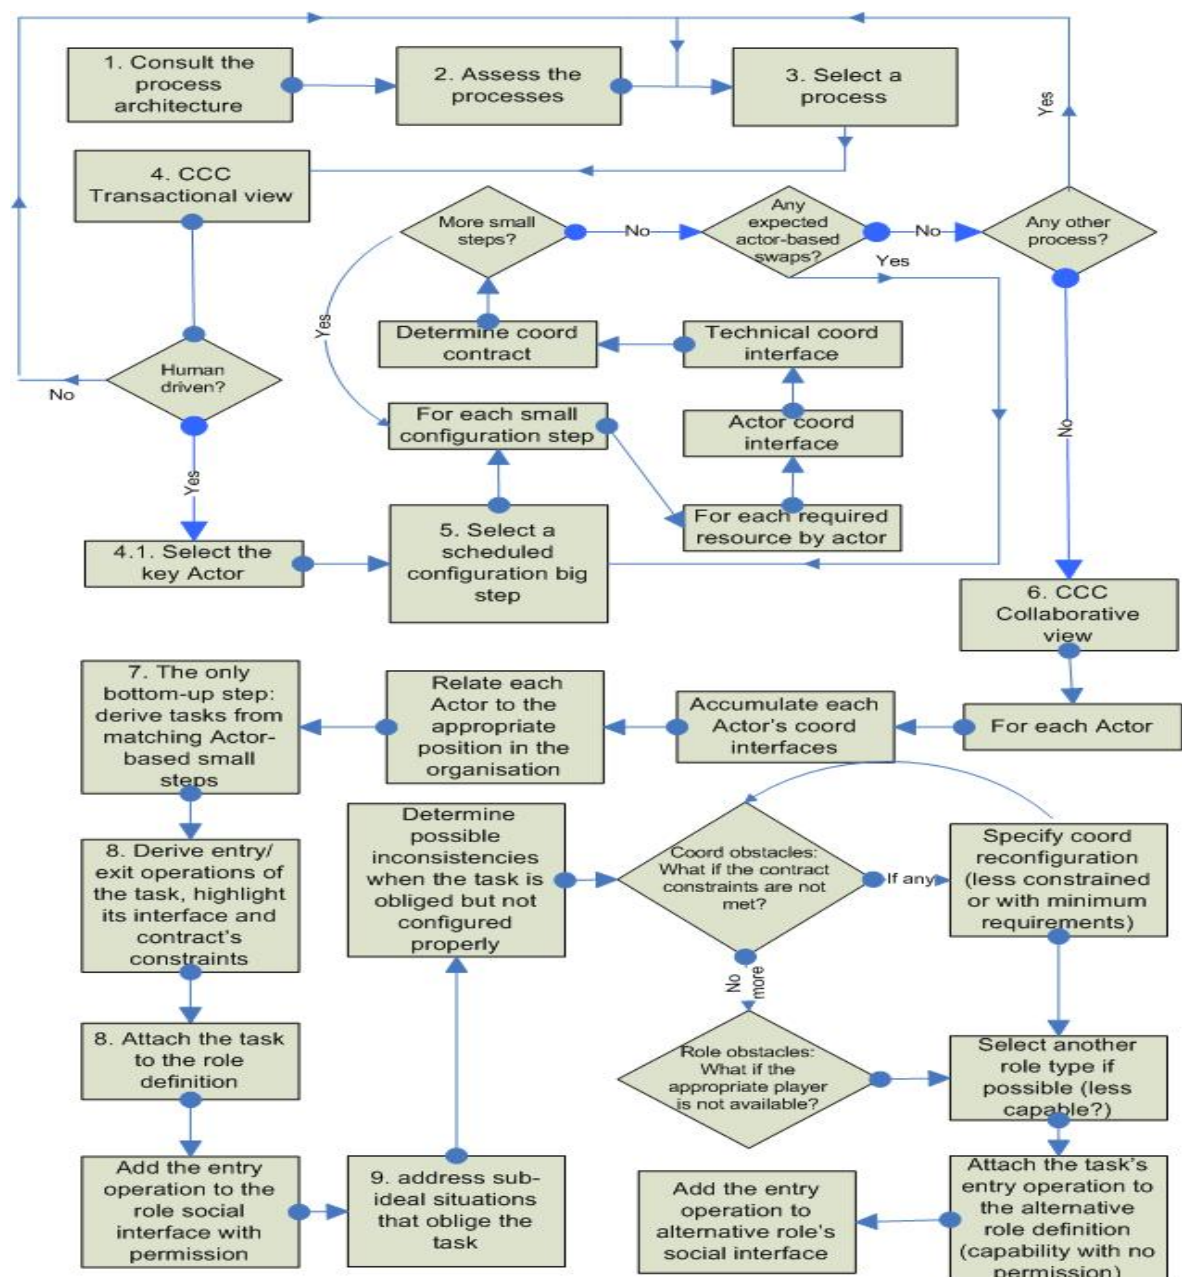 1. Consult the
process
architecture
2. Assess the
processes
3. Select a
process
Yes
4. CCC
Transactional view
More small
steps?
No
Any
expected
actor-based
swaps?
No
Any other
process?
Yes
Yes
Determine coord
contract
Technical coord
interface
Human
driven?
No
For each small
configuration step
Actor coord
interface
No
Yes
5. Select a
scheduled
configuration big
step
For each required
resource by actor
4.1. Select the
key Actor
6. CCC
Collaborative
view
7. The only
bottom-up step:
derive tasks from
matching Actor-
based small
steps
Relate each
Actor to the
appropriate
position in the
organisation
Accumulate each
Actor's coord
interfaces
For each Actor
Determine
possible
inconsistencies
when the task is
obliged but not
configured
properly
Coord obstacles:
What if the contract
constraints are not
met?
If any
Specify coord
reconfiguration
(less constrained
or with minimum
requirements)
8. Derive entry/
exit operations of
the task, highlight
its interface and
contract's
constraints
No
more
8. Attach the task
to the role
definition
Role obstacles:
What if the
appropriate player
is not available?
Select another
role type if
possible (less
capable?)
Add the entry
operation to the
role social
interface with
permission
9. address sub-
ideal situations
that oblige the
task
Add the entry
operation to
alternative role's
social interface
Attach the task's
entry operation to
the alternative
role definition
(capability with no
permission)